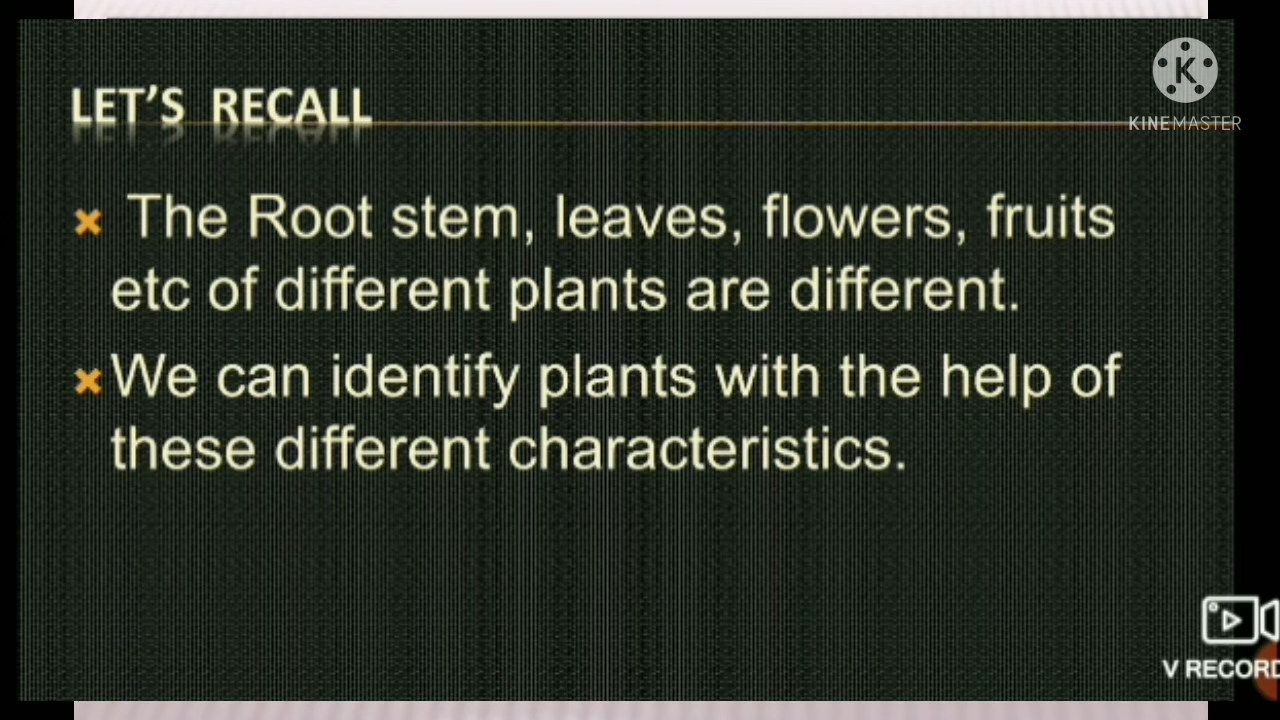 LET'S RECALL
K
KINEMASTER
The Root stem, leaves, flowers, fruits
etc of different plants are different.
We can identify plants with the help of
these different characteristics.
V RECORD